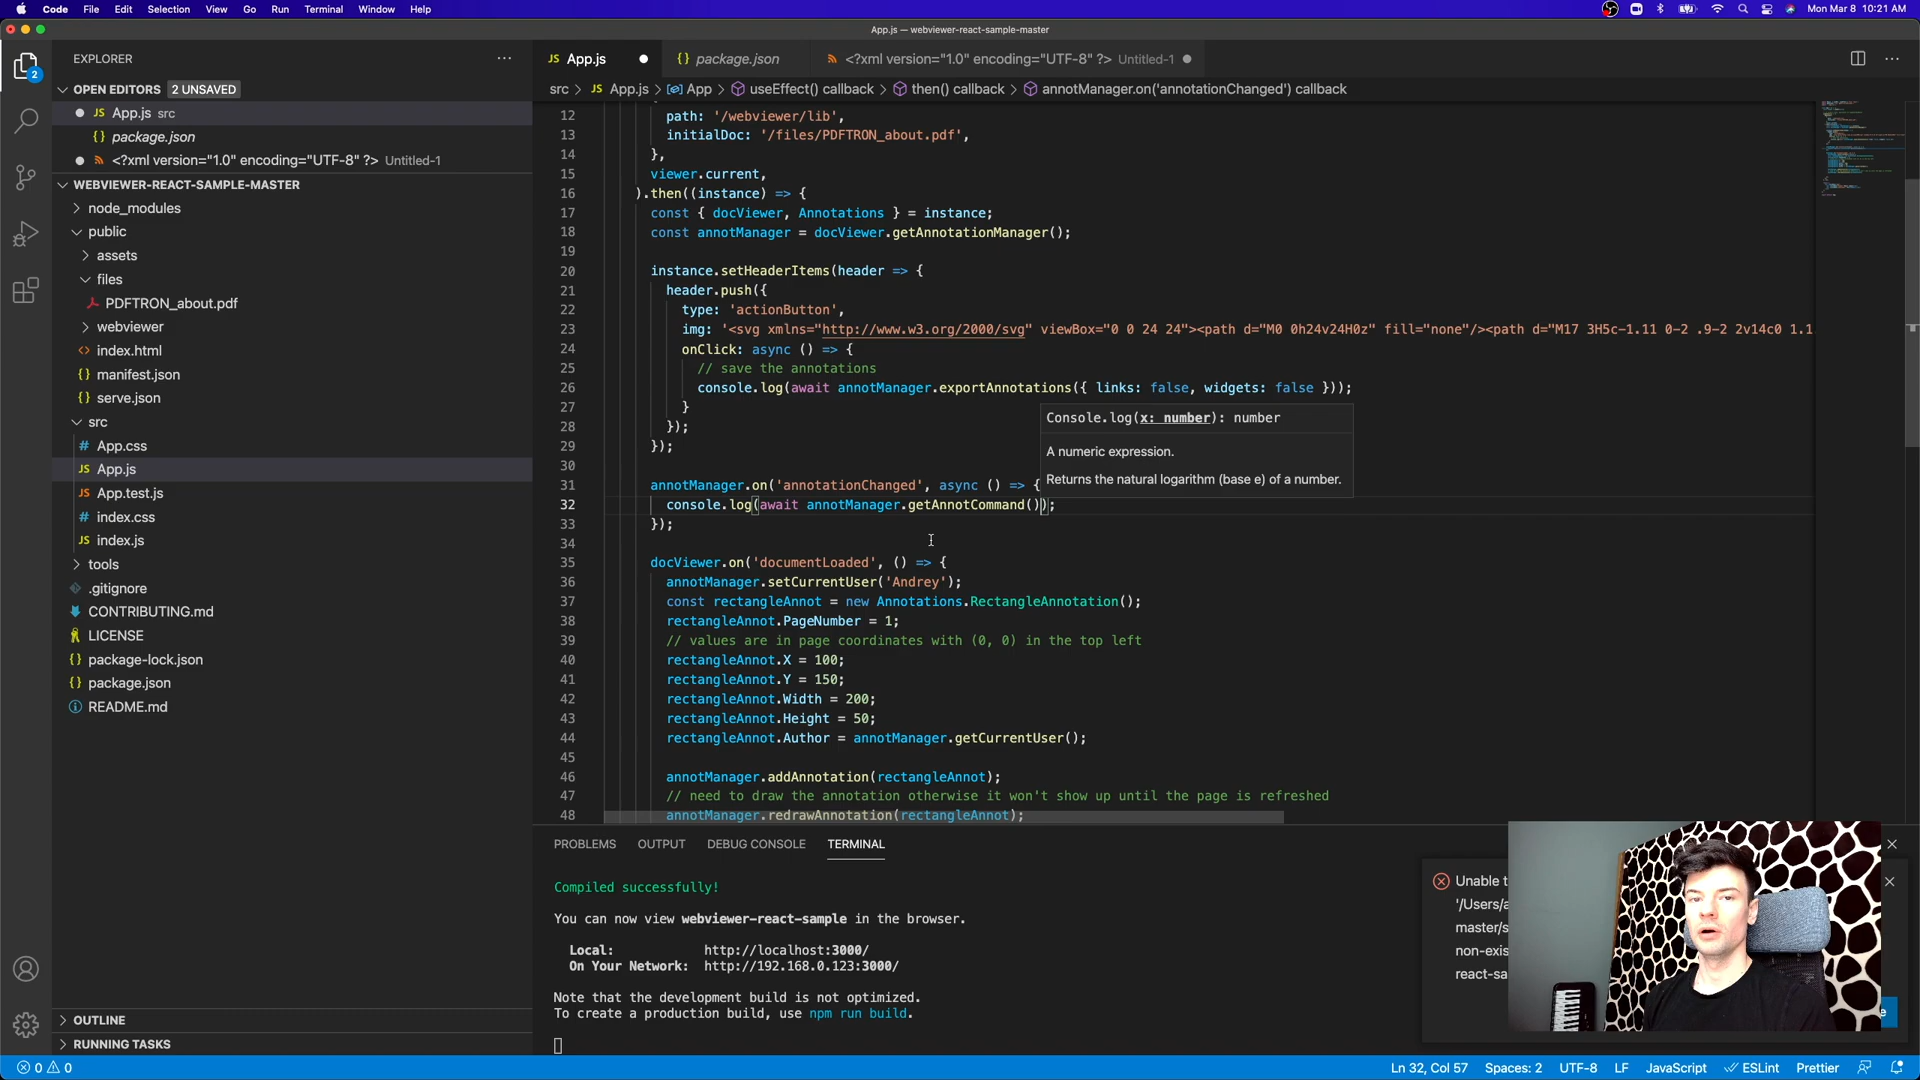 Code File Edit Selection View Go Run Terminal Window Help
Mon Mar 8 10:21 AM
App.js — webviewer-react-sample-master
EXPLORER
OPEN EDITORS 2 UNSAVED
App.js src
package.json
<?xml version="1.0" encoding="UTF-8" ?> Untitled-1
WEBVIEWER-REACT-SAMPLE-MASTER
node_modules
public
assets
files
PDFTRON_about.pdf
webviewer
index.html
manifest.json
serve.json
src
App.css
App.js
App.test.js
index.css
index.js
tools
.gitignore
CONTRIBUTING.md
LICENSE
package-lock.json
package.json
README.md
OUTLINE
RUNNING TASKS
2
JS App.js
{} package.json
<?xml version="1.0" encoding="UTF-8" ?> Untitled-1
src > JS App.js > App > useEffect() callback > then() callback > annotManager.on('annotationChanged') callback
12 path: '/webviewer/lib',
13 initialDoc: '/files/PDFTRON_about.pdf',
14 },
15 viewer.current,
16 ).then((instance) => {
17 const { docViewer, Annotations } = instance;
18 const annotManager = docViewer.getAnnotationManager();
19
20 instance.setHeaderItems(header => {
21 header.push({
22 type: 'actionButton',
23 img: '<svg xmlns="http://www.w3.org/2000/svg" viewBox="0 0 24 24"><path d="M0 0h24v24H0z" fill="none"/><path d="M17 3H5c-1.11 0-2 .9-2 2v14c0 1.1
24 onClick: async () => {
25 // save the annotations
26 console.log(await annotManager.exportAnnotations({ links: false, widgets: false }));
27 }
28 });
29 });
30
31 annotManager.on('annotationChanged', async () => {
32 console.log(await annotManager.getAnnotCommand());
33 });
34
35 docViewer.on('documentLoaded', () => {
36 annotManager.setCurrentUser('Andrey');
37 const rectangleAnnot = new Annotations.RectangleAnnotation();
38 rectangleAnnot.PageNumber = 1;
39 // values are in page coordinates with (0, 0) in the top left
40 rectangleAnnot.X = 100;
41 rectangleAnnot.Y = 150;
42 rectangleAnnot.Width = 200;
43 rectangleAnnot.Height = 50;
44 rectangleAnnot.Author = annotManager.getCurrentUser();
45
46 annotManager.addAnnotation(rectangleAnnot);
47 // need to draw the annotation otherwise it won't show up until the page is refreshed
48 annotManager.redrawAnnotation(rectangleAnnot);
Console.log(x: number): number
A numeric expression.
Returns the natural logarithm (base e) of a number.
PROBLEMS OUTPUT DEBUG CONSOLE TERMINAL
Compiled successfully!
You can now view webviewer-react-sample in the browser.
Local: http://localhost:3000/
On Your Network: http://192.168.0.123:3000/
Note that the development build is not optimized.
To create a production build, use npm run build.
Unable t
'/Users/a
master/s
non-exis
react-sa
0 0
Ln 32, Col 57 Spaces: 2 UTF-8 LF JavaScript ESLint Prettier